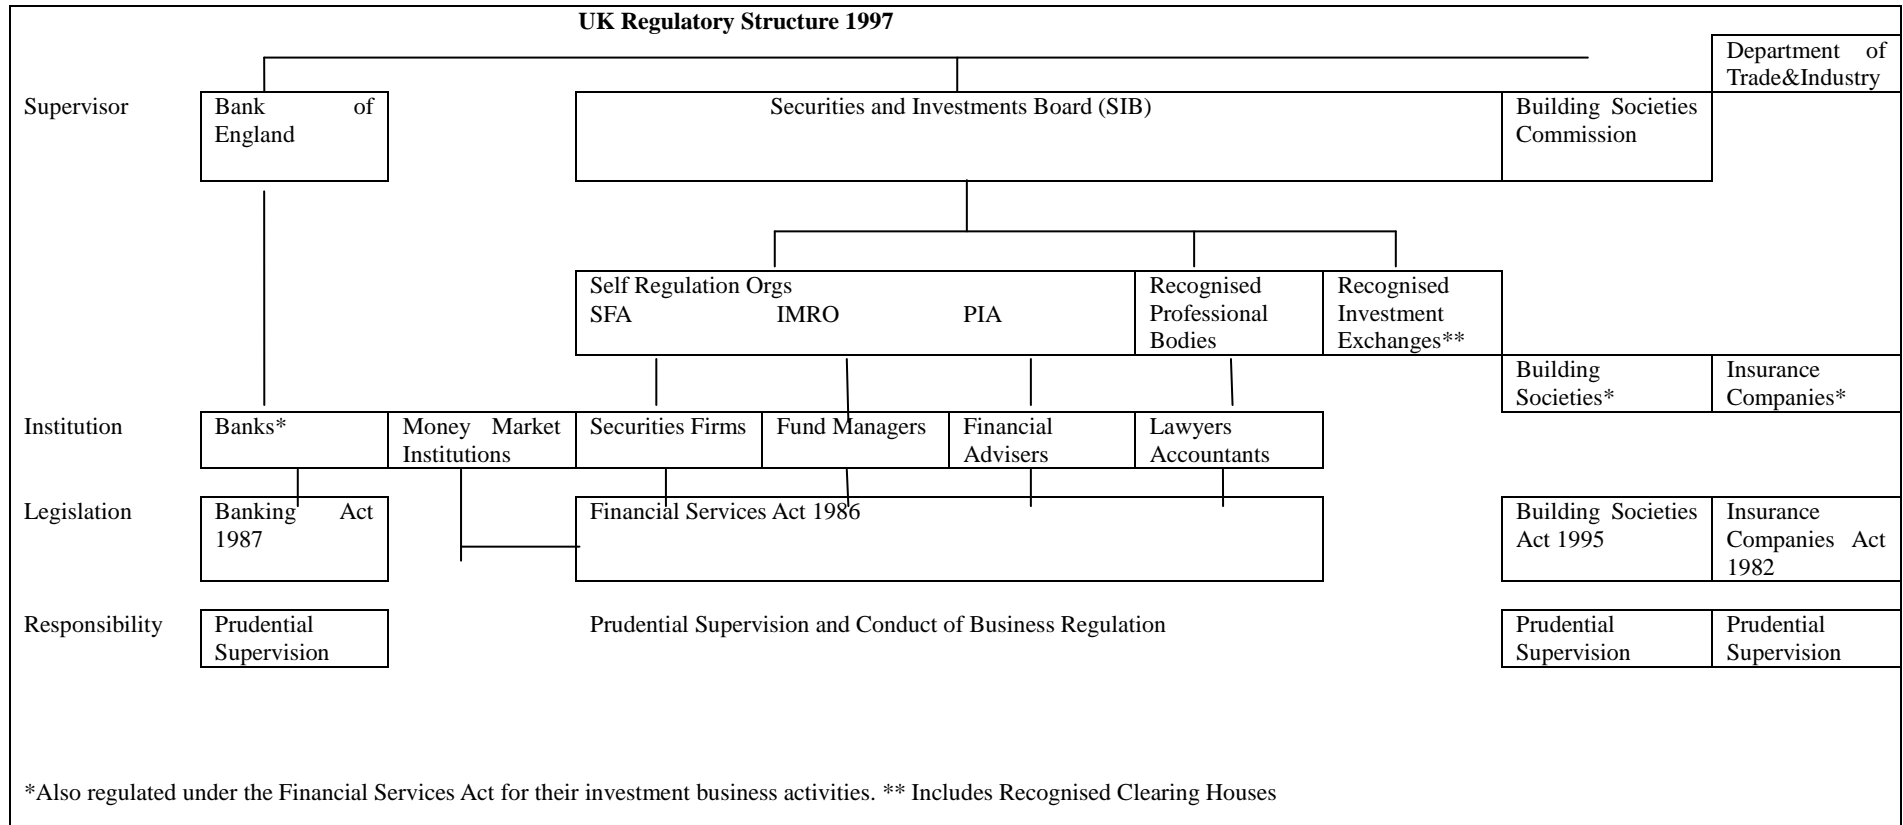 UK Regulatory Structure 1997
Department of
Trade&Industry
Supervisor
Bank of
England
Securities and Investments Board (SIB)
Building Societies
Commission
Self Regulation Orgs
SFA IMRO PIA
Recognised
Professional
Bodies
Recognised
Investment
Exchanges**
Building
Societies*
Insurance
Companies*
Institution
Banks*
Money Market
Institutions
Securities Firms
Fund Managers
Financial
Advisers
Lawyers
Accountants
Legislation
Banking Act
1987
Financial Services Act 1986
Building Societies
Act 1995
Insurance
Companies Act
1982
Responsibility
Prudential
Supervision
Prudential Supervision and Conduct of Business Regulation
Prudential
Supervision
Prudential
Supervision
*Also regulated under the Financial Services Act for their investment business activities. ** Includes Recognised Clearing Houses